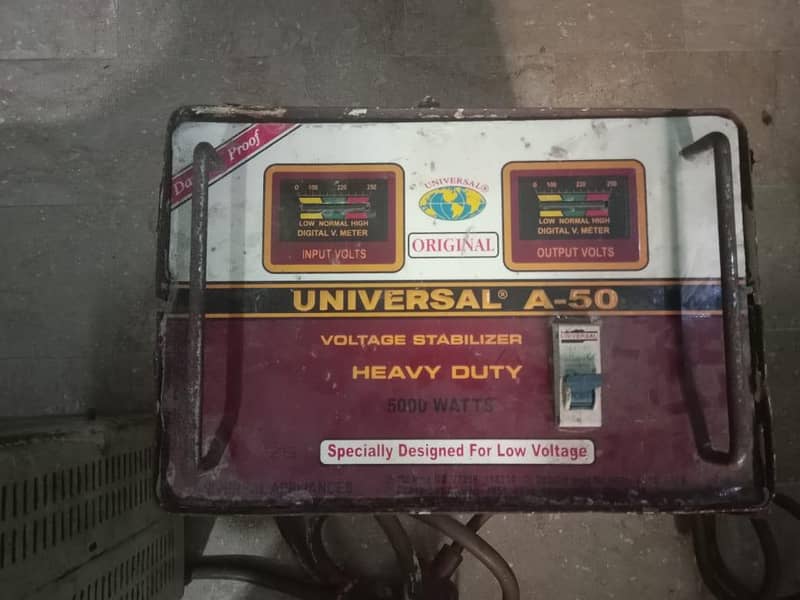 Proof
0 100 220 250
LOW NORMAL HIGH
DIGITAL V. METER
INPUT VOLTS
UNIVERSAL®
ORIGINAL
0 100 220 250
LOW NORMAL HIGH
DIGITAL V. METER
OUTPUT VOLTS
UNIVERSAL® A-50
VOLTAGE STABILIZER
UNIVERSAL
HEAVY DUTY
5000 WATTS
Specially Designed For Low Voltage
APPLIANCES